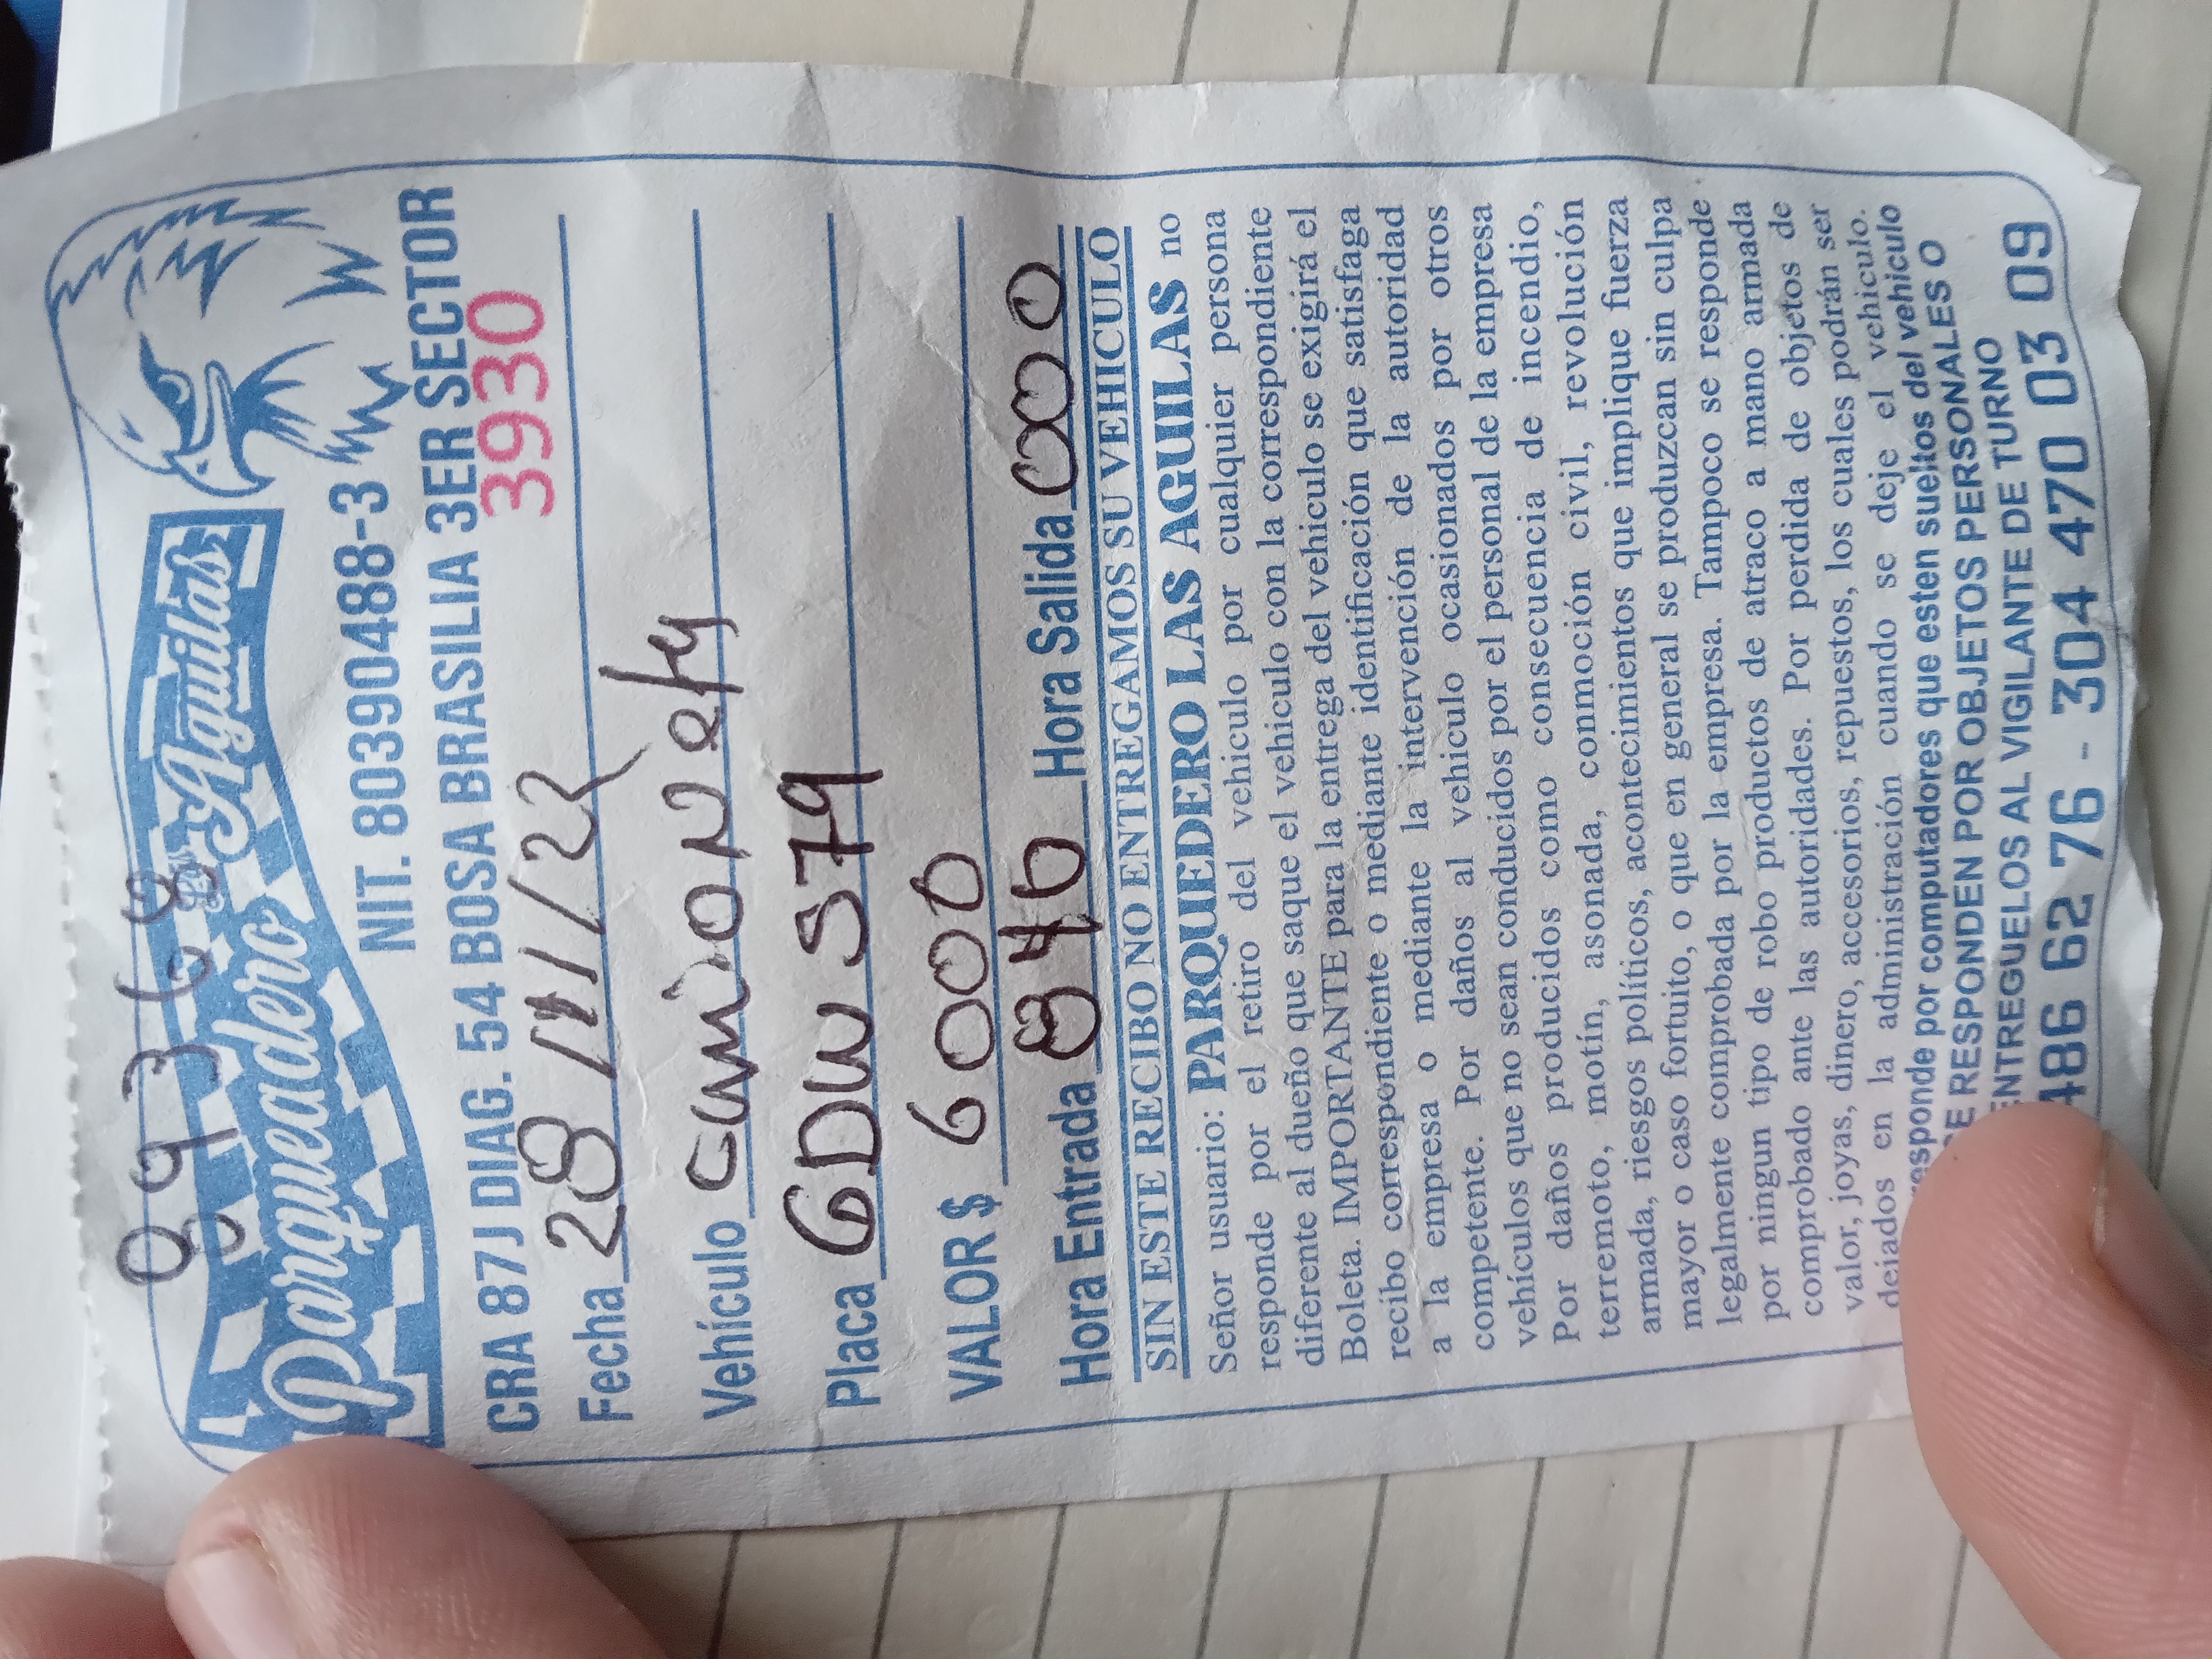 09368
Parqueadero Las Aguilas
NIT. 80390488-3
CRA 87J DIAG. 54 BOSA BRASILIA 3ER SECTOR
3930
Fecha 28/11/22
Vehículo camioneta
Placa GDW 379
VALOR $ 6000
Hora Entrada 840 Hora Salida
SIN ESTE RECIBO NO ENTREGAMOS SU VEHICULO
Señor usuario: PARQUEDERO LAS AGUILAS no
responde por el retiro del vehiculo por cualquier persona
diferente al dueño que saque el vehiculo con la correspondiente
Boleta. IMPORTANTE para la entrega del vehiculo se exigirá el
recibo correspondiente o mediante identificación que satisfaga
a la empresa o mediante la intervención de la autoridad
competente. Por daños al vehiculo ocasionados por otros
vehículos que no sean conducidos por el personal de la empresa
Por daños producidos como consecuencia de incendio,
terremoto, motín, asonada, conmoción civil, revolución
armada, riesgos políticos, acontecimientos que implique fuerza
mayor o caso fortuito, o que en general se produzcan sin culpa
legalmente comprobada por la empresa. Tampoco se responde
por ningun tipo de robo productos de atraco a mano armada
comprobado ante las autoridades. Por perdida de objetos de
valor, joyas, dinero, accesorios, repuestos, los cuales podrán ser
dejados en la administración cuando se deje el vehiculo.
responde por computadores que esten sueltos del vehiculo
SE RESPONDEN POR OBJETOS PERSONALES O
ENTREGUELOS AL VIGILANTE DE TURNO
486 62 76 - 304 470 03 09